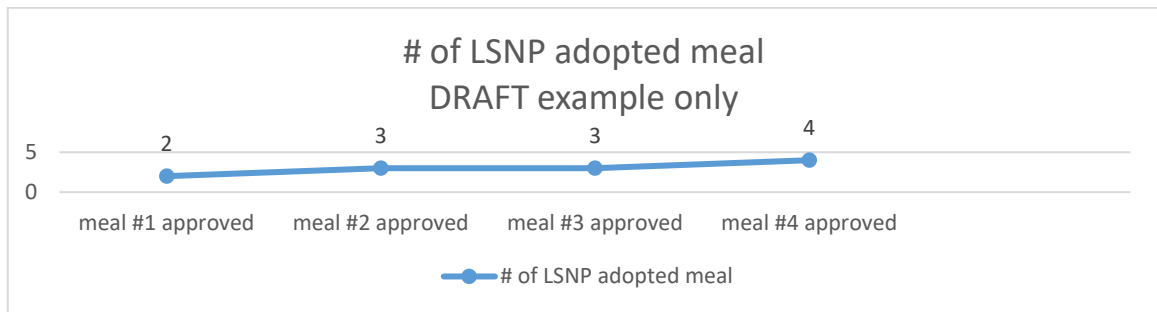 # of LSNP adopted meal
DRAFT example only
2 3 3 4
5
0
meal #1 approved meal #2 approved meal #3 approved meal #4 approved
# of LSNP adopted meal